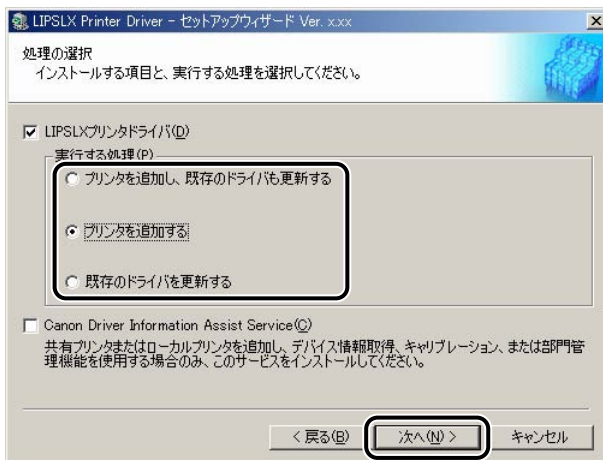 LIPSLX Printer Driver - セットアップウィザード Ver. x.xx
処理の選択
インストールする項目と、実行する処理を選択してください。
LIPSLXプリンタドライバ(D)
実行する処理(P)
プリンタを追加し、既存のドライバも更新する
プリンタを追加する
既存のドライバを更新する
Canon Driver Information Assist Service(C)
共有プリンタまたはローカルプリンタを追加し、デバイス情報取得、キャリブレーション、または部門管
理機能を使用する場合のみ、このサービスをインストールしてください。
< 戻る(B)
次へ(N) >
キャンセル